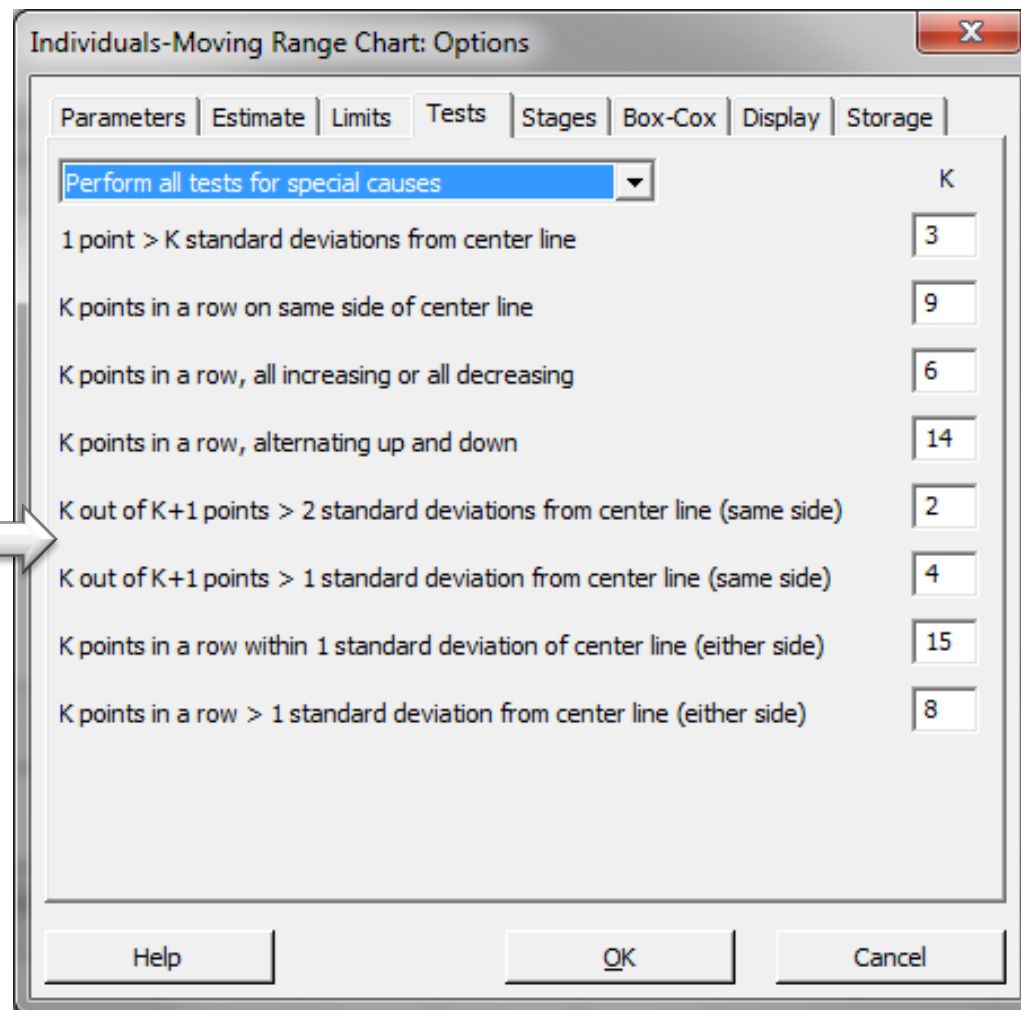 Individuals-Moving Range Chart: Options
x
Parameters Estimate Limits Tests Stages Box-Cox Display Storage
Perform all tests for special causes K
1 point > K standard deviations from center line 3
K points in a row on same side of center line 9
K points in a row, all increasing or all decreasing 6
K points in a row, alternating up and down 14
K out of K+1 points > 2 standard deviations from center line (same side) 2
K out of K+1 points > 1 standard deviation from center line (same side) 4
K points in a row within 1 standard deviation of center line (either side) 15
K points in a row > 1 standard deviation from center line (either side) 8
Help OK Cancel